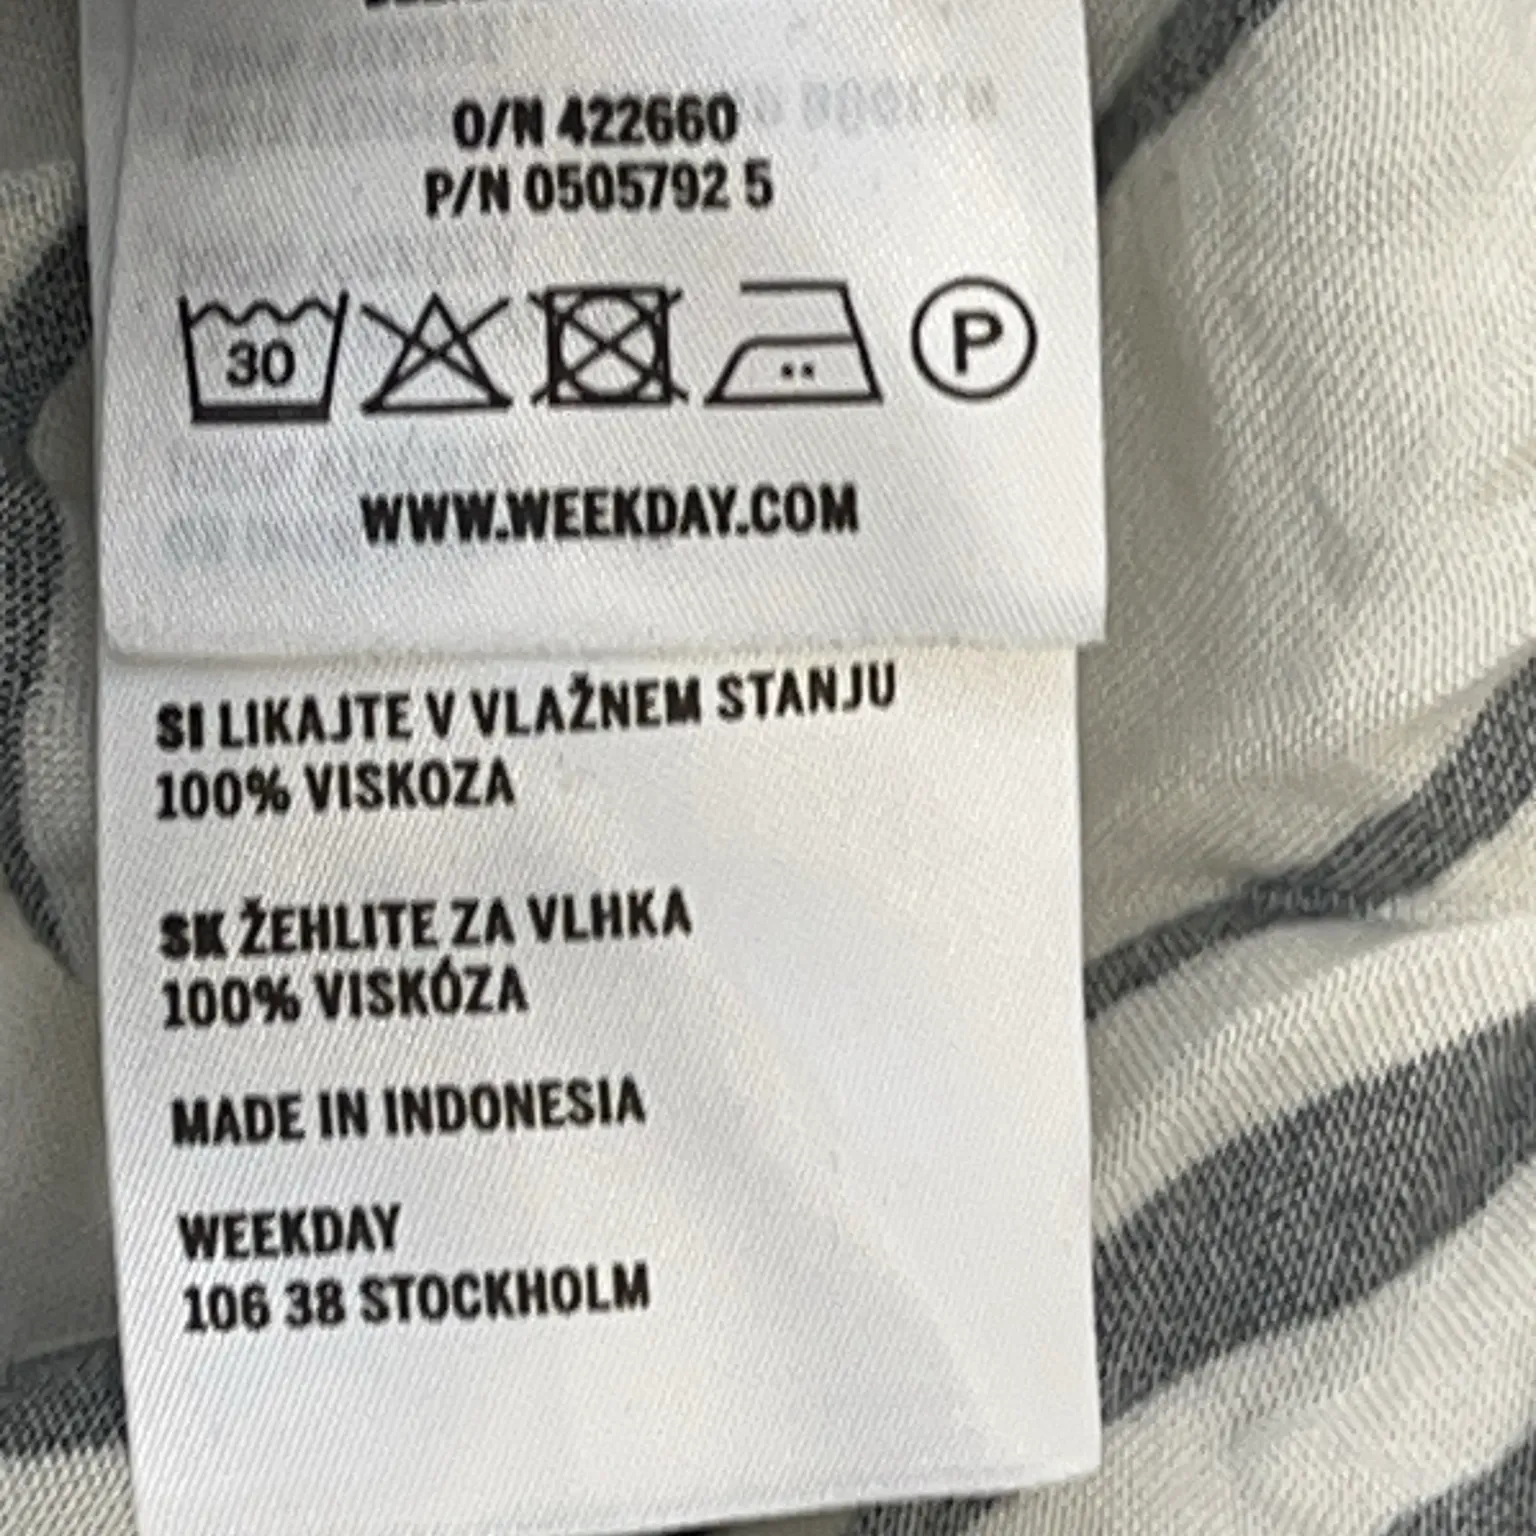 O/N 422660
P/N 0505792 5
30 P
WWW.WEEKDAY.COM
SI LIKAJTE V VLAŽNEM STANJU
100% VISKOZA
SK ŽEHLITE ZA VLHKA
100% VISKÓZA
MADE IN INDONESIA
WEEKDAY
106 38 STOCKHOLM